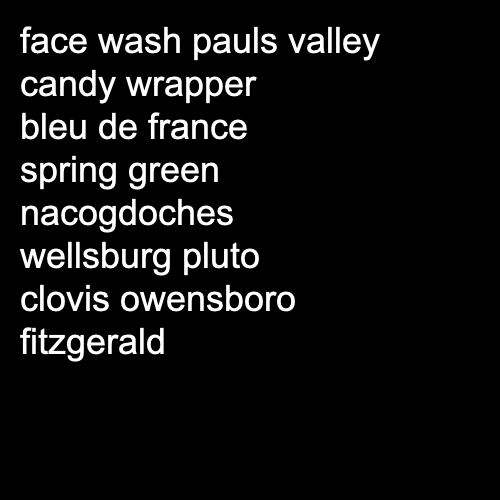 face wash pauls valley
candy wrapper
bleu de france
spring green
nacogdoches
wellsburg pluto
clovis owensboro
fitzgerald